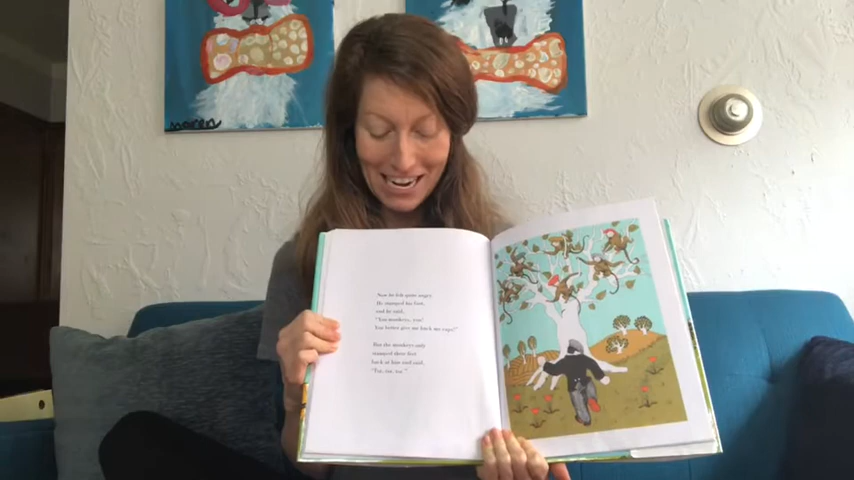 Now he felt quite angry.
He stamped his foot,
and he said,
"You monkeys, you!
You better give me back my caps!"
But the monkeys only
stamped their feet
back at him and said,
"Tsz, tsz, tsz."